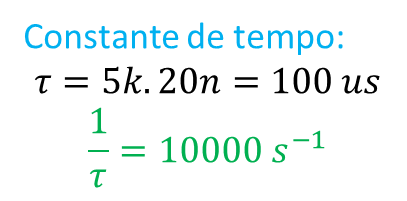 Constante de tempo:
τ = 5k. 20n = 100 us
1/τ = 10000 s⁻¹